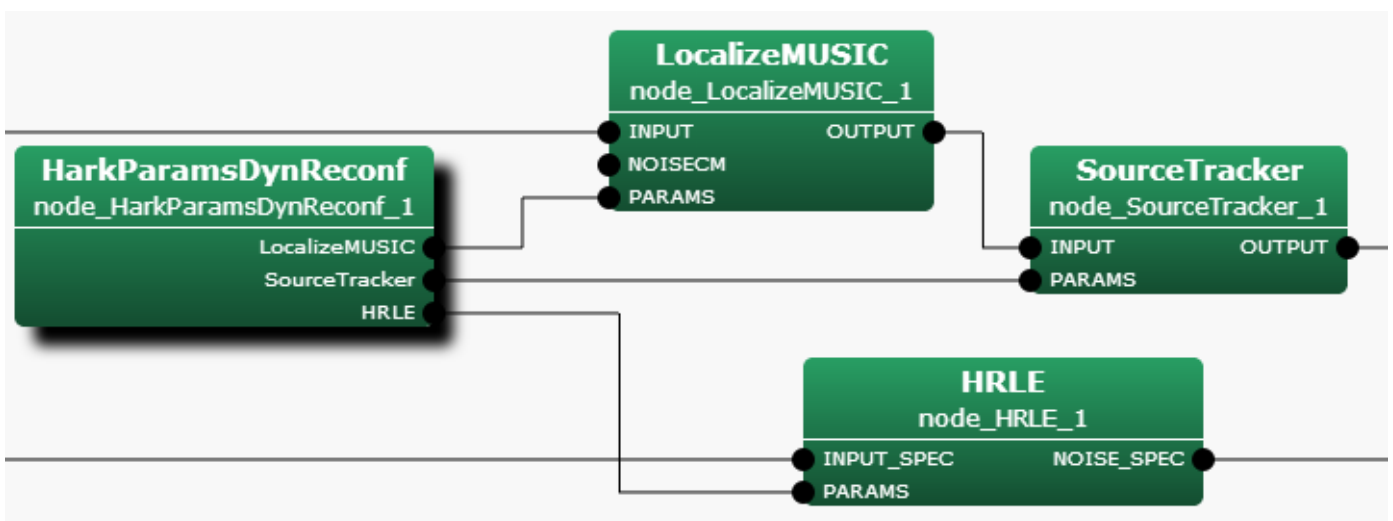 LocalizeMUSIC
node_LocalizeMUSIC_1
INPUT OUTPUT
NOISECM
PARAMS
HarkParamsDynReconf
node_HarkParamsDynReconf_1
LocalizeMUSIC
SourceTracker
HRLE
SourceTracker
node_SourceTracker_1
INPUT OUTPUT
PARAMS
HRLE
node_HRLE_1
INPUT_SPEC NOISE_SPEC
PARAMS